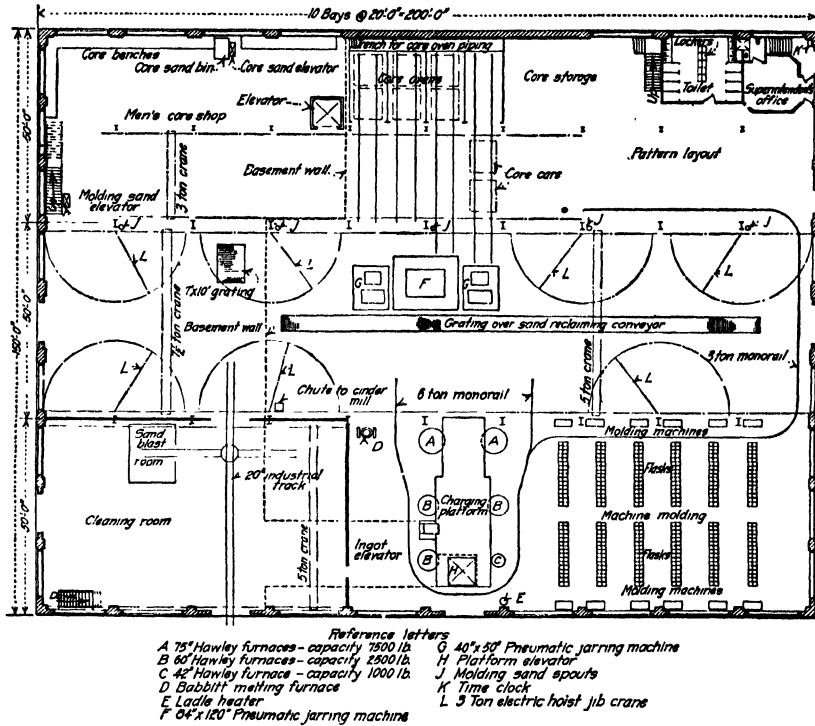 10 Bays @ 20'-0"=200'-0"
Core benches
Core sand bin
Core sand elevator
Trench for core oven piping
Core ovens
Core storage
Lockers
Toilet
Up
K
Superintendent's
office
Elevator
Men's core shop
Basement wall
3 ton crane
Molding sand
elevator
Core cars
Pattern layout
50'-0"
50'-0"
50'-0"
150'-0"
J
J
J
J
J
L
L
L
L
7'x10' grating
G
F
G
7½ ton crane
Basement wall
Grating over sand reclaiming conveyor
5 ton crane
3 ton monorail
L
L
L
Chute to cinder
mill
K
6 ton monorail
Molding machines
Sand
blast
room
D
A
A
20" industrial
track
Flasks
Charging
platform
B
B
Cleaning room
Machine molding
5 ton crane
Ingot
elevator
B
C
H
Flasks
Molding machines
E
Reference letters
A 75" Hawley furnaces - capacity 7500 lb.
B 60" Hawley furnaces - capacity 2500 lb.
C 42" Hawley furnace - capacity 1000 lb.
D Babbitt melting furnace
E Ladle heater
F 64"x120" Pneumatic jarring machine
G 40"x50" Pneumatic jarring machine
H Platform elevator
J Molding sand spouts
K Time clock
L 3 Ton electric hoist jib crane